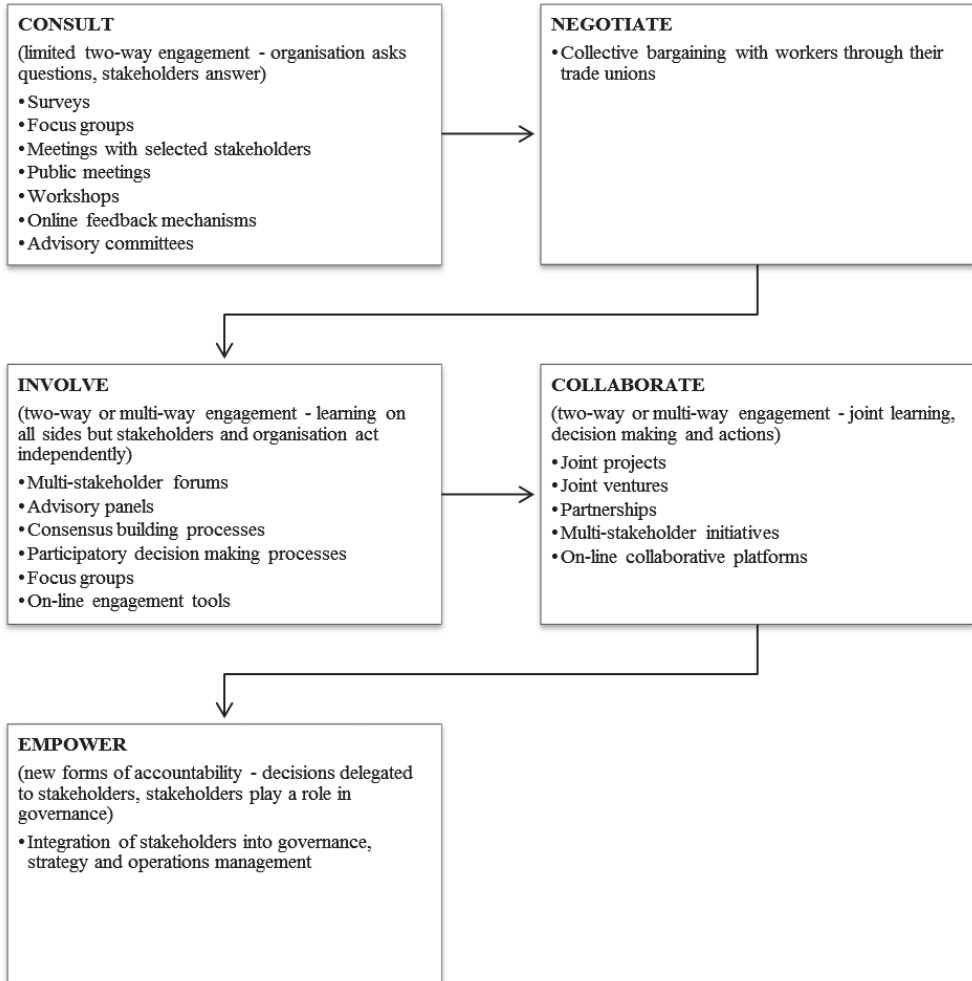 CONSULT
(limited two-way engagement - organisation asks
questions, stakeholders answer)
• Surveys
• Focus groups
• Meetings with selected stakeholders
• Public meetings
• Workshops
• Online feedback mechanisms
• Advisory committees
NEGOTIATE
• Collective bargaining with workers through their
trade unions
INVOLVE
(two-way or multi-way engagement - learning on
all sides but stakeholders and organisation act
independently)
• Multi-stakeholder forums
• Advisory panels
• Consensus building processes
• Participatory decision making processes
• Focus groups
• On-line engagement tools
COLLABORATE
(two-way or multi-way engagement - joint learning,
decision making and actions)
• Joint projects
• Joint ventures
• Partnerships
• Multi-stakeholder initiatives
• On-line collaborative platforms
EMPOWER
(new forms of accountability - decisions delegated
to stakeholders, stakeholders play a role in
governance)
• Integration of stakeholders into governance,
strategy and operations management